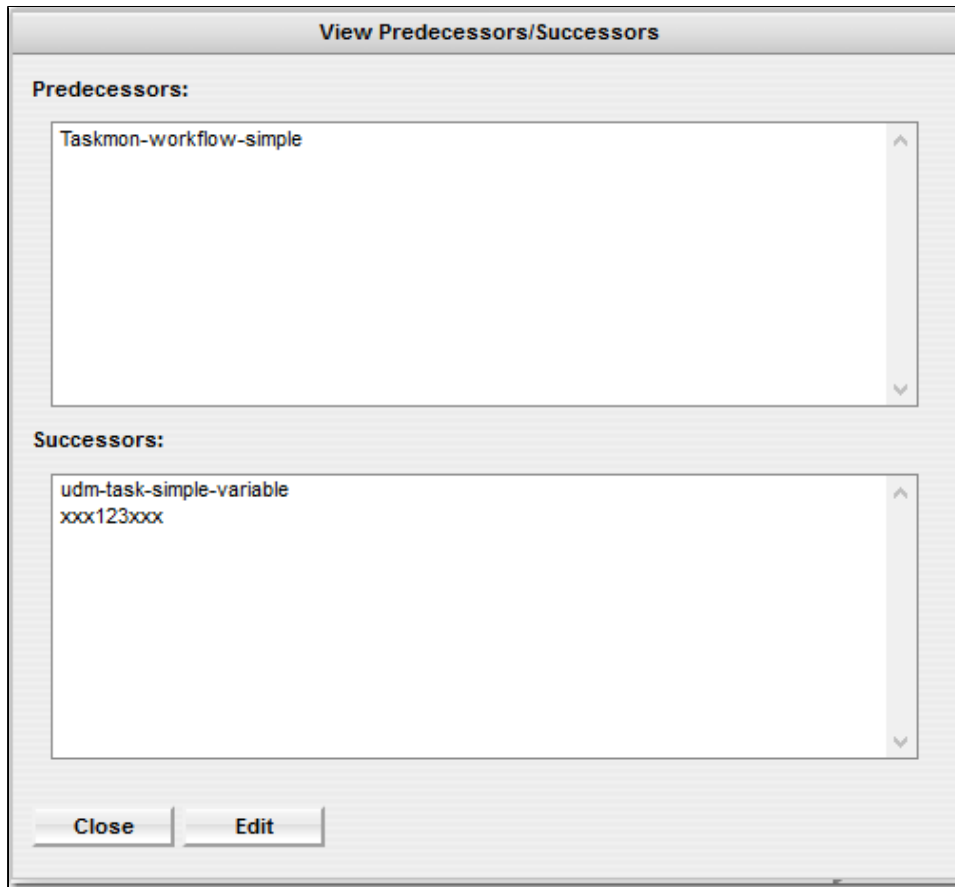 View Predecessors/Successors
Predecessors:
Taskmon-workflow-simple
Successors:
udm-task-simple-variable
xxx123xxx
Close Edit